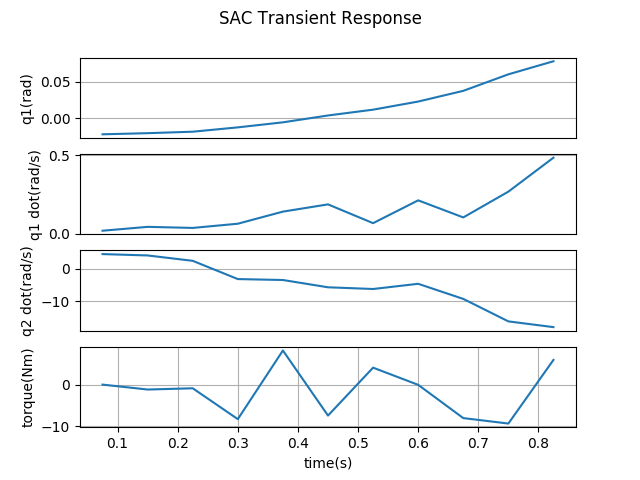 SAC Transient Response
q1(rad)
0.05
0.00
q1 dot(rad/s)
0.5
0.0
q2 dot(rad/s)
0
−10
torque(Nm)
0
−10
0.1 0.2 0.3 0.4 0.5 0.6 0.7 0.8
time(s)